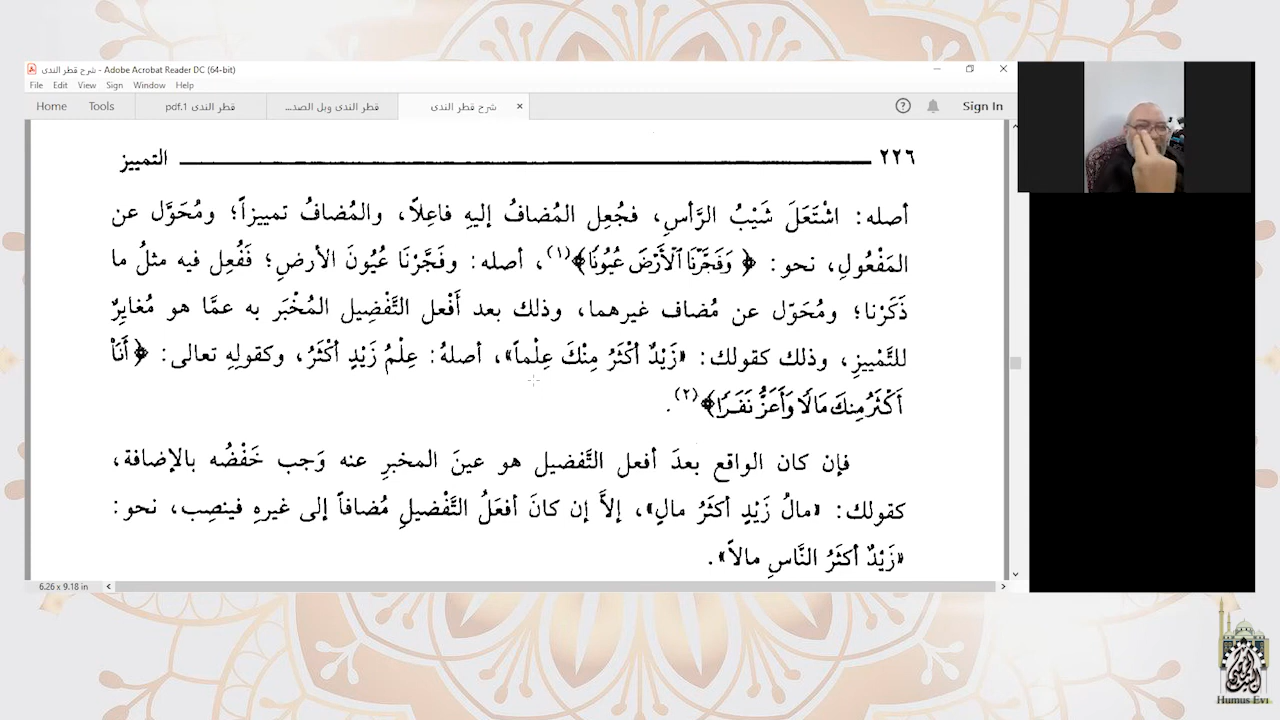 شرح قطر الندى - Adobe Acrobat Reader DC (64-bit)
File Edit View Sign Window Help
Home Tools قطر الندى 1.pdf قطر الندى وبل الصد... شرح قطر الندى × Sign In
٢٢٦ التمييز
أصله: اشْتَعَلَ شَيْبُ الرَّأسِ، فجُعِل المُضافُ إليهِ فاعِلاً، والمُضافُ تمييزاً؛ ومُحَوَّل عن
المَفْعُولِ، نحو: ﴿وَفَجَّرْنَا ٱلْأَرْضَ عُيُونًا﴾(١)، أصله: وفَجَّرْنَا عُيُونَ الأرضِ؛ فَفُعِل فيه مثلُ ما
ذَكَرْنا؛ ومُحَوّل عن مُضاف غيرهما، وذلك بعد أَفْعل التَّفْضِيل المُخْبَر به عمَّا هو مُغايِرٌ
للتَّمْييزِ، وذلك كقولك: «زَيْدٌ أكْثَرُ مِنْكَ عِلْماً»، أصلهُ: عِلْمُ زَيْدٍ أكْثَرُ، وكقولِهِ تعالى: ﴿أَنَا۠
أَكْثَرُ مِنكَ مَالًا وَأَعَزُّ نَفَرًا﴾(٢).
فإن كان الواقع بعدَ أفعل التَّفضيل هو عينَ المخبرِ عنه وَجب خَفْضُه بالإضافة،
كقولك: «مالُ زَيْدٍ أكثَرُ مالٍ»، إلاَّ إن كانَ أفعَلُ التَّفْضيلِ مُضافاً إلى غيرهِ فينصِب، نحو:
«زَيْدٌ أكثَرُ النَّاسِ مالاً».
6.26 x 9.18 in
Humus Evi